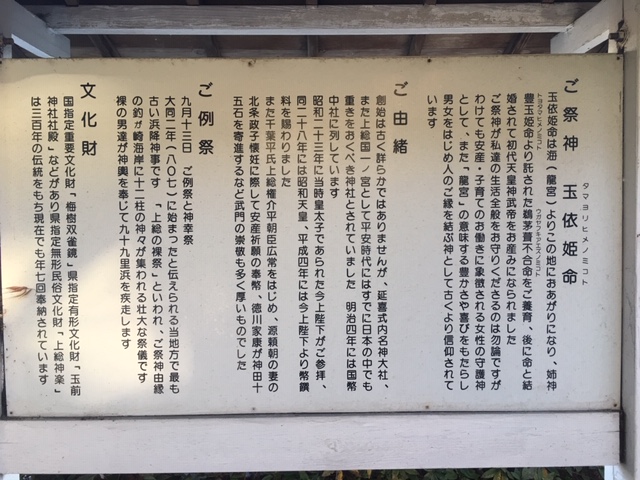 ご祭神　玉依姫命
タマヨリヒメノミコト
玉依姫命は海（龍宮）よりこの地におあがりになり、姉神
豊玉姫命より託された鵜茅葺不合命をご養育、後に命と結
トヨタマヒメノミコト
ウガヤフキアエズノミコト
婚されて初代天皇神武帝をお産みになられました
ご祭神が私達の生活全般をお守りくださるのは勿論ですが
わけても安産・子育てのお働きに象徴される女性の守護神
として、また「龍宮」の意味する豊かさや喜びをもたらし
男女をはじめ人のご縁を結ぶ神として古くより信仰されて
います
ご由緒
創始は古く詳らかではありませんが、延喜式内名神大社、
また上総国一ノ宮として平安時代にはすでに日本の中でも
重きをおくべき神社とされていました　明治四年には国幣
中社に列しています
昭和二十三年に当時皇太子であられた今上陛下がご参拝、
同二十八年には昭和天皇、平成四年には今上陛下より幣饌
料を賜わりました
また千葉平氏上総権介平朝臣広常をはじめ、源頼朝の妻の
北条政子懐妊に際して安産祈願の奉幣、徳川家康が神田十
五石を寄進するなど武門の崇敬も多く厚いものでした
ご例祭
九月十三日　ご例祭と神幸祭
大同二年（八〇七）に始まったと伝えられる当地方で最も
古い浜降神事です　「上総の裸祭」といわれ、ご祭神由縁
の釣ヶ崎海岸に十二柱の神々が集われる壮大な祭儀です
裸の男達が神輿を奉じて九十九里浜を疾走します
文化財
国指定重要文化財「梅樹双雀鏡」県指定有形文化財「玉前
神社社殿」などがあり県指定無形民俗文化財「上総神楽」
は三百年の伝統をもち現在でも年七回奉納されています